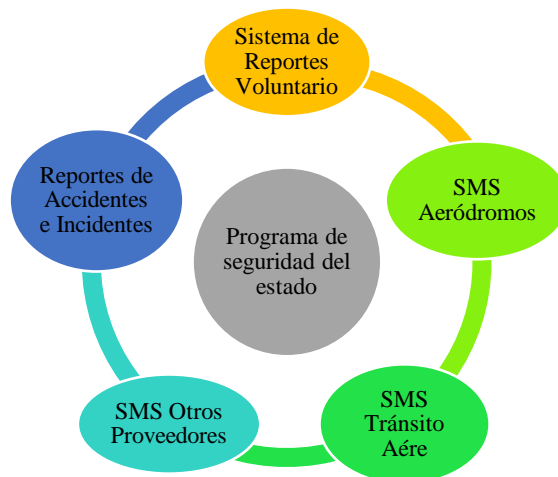 Sistema de
Reportes
Voluntario
SMS
Aeródromos
SMS
Tránsito
Aére
SMS Otros
Proveedores
Reportes de
Accidentes
e Incidentes
Programa de
seguridad del
estado